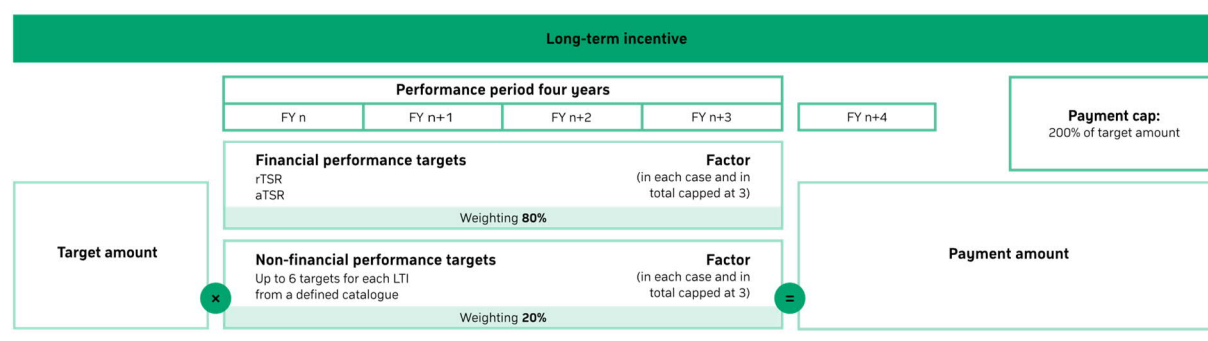 Long-term incentive
Performance period four years
FY n
FY n+1
FY n+2
FY n+3
FY n+4
Payment cap:
200% of target amount
Financial performance targets
rTSR
aTSR
Factor
(in each case and in
total capped at 3)
Weighting 80%
Target amount
×
Non-financial performance targets
Up to 6 targets for each LTI
from a defined catalogue
Factor
(in each case and in
total capped at 3)
Weighting 20%
=
Payment amount